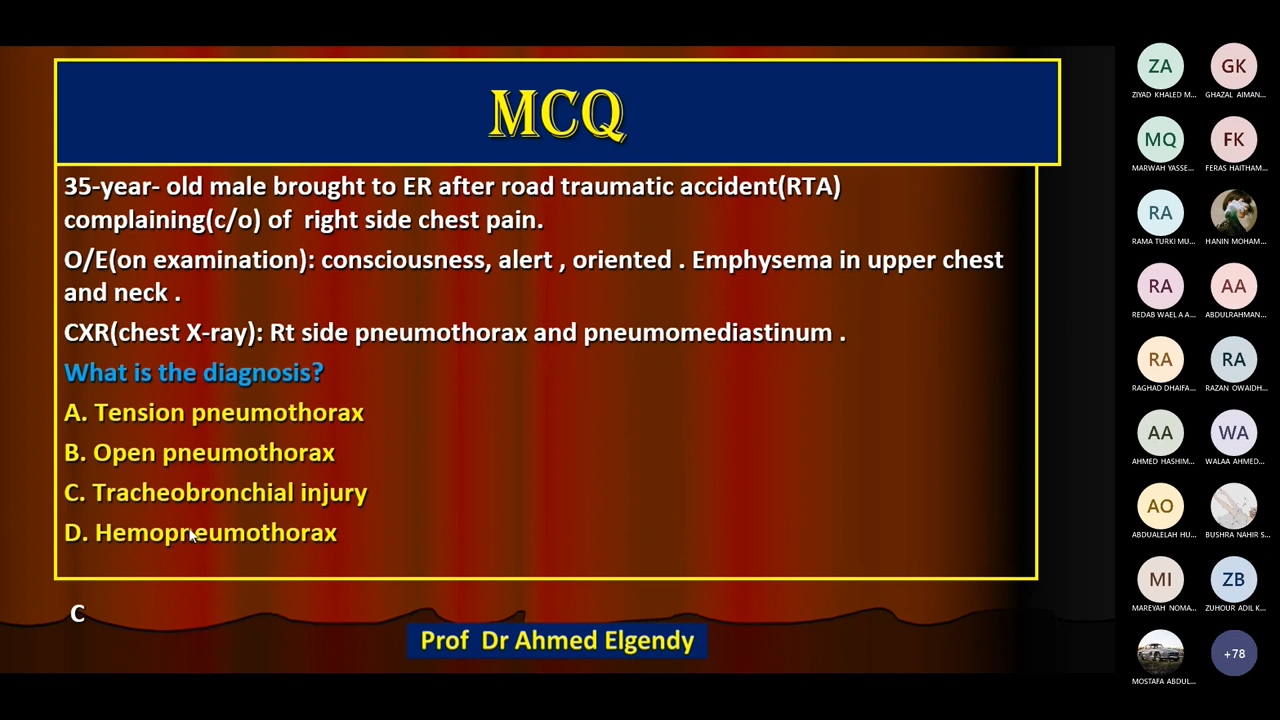 MCQ
35-year- old male brought to ER after road traumatic accident(RTA)
complaining(c/o) of right side chest pain.
O/E(on examination): consciousness, alert , oriented . Emphysema in upper chest
and neck .
CXR(chest X-ray): Rt side pneumothorax and pneumomediastinum .
What is the diagnosis?
A. Tension pneumothorax
B. Open pneumothorax
C. Tracheobronchial injury
D. Hemopneumothorax
C
Prof Dr Ahmed Elgendy
ZA GK
ZIYAD KHALED M... GHAZAL AIMAN...
MQ FK
MARWAH YASSE... FERAS HAITHAM...
RA
RAMA TURKI MU... HANIN MOHAM...
RA AA
REDAB WAEL A A... ABDULRAHMAN...
RA RA
RAGHAD DHAIFA... RAZAN OWAIDH...
AA WA
AHMED HASHIM... WALAA AHMED...
AO
ABDUALELAH HU... BUSHRA NAHIR S...
MI ZB
MAREYAH NOMA... ZUHOUR ADIL K...
+78
MOSTAFA ABDUL...